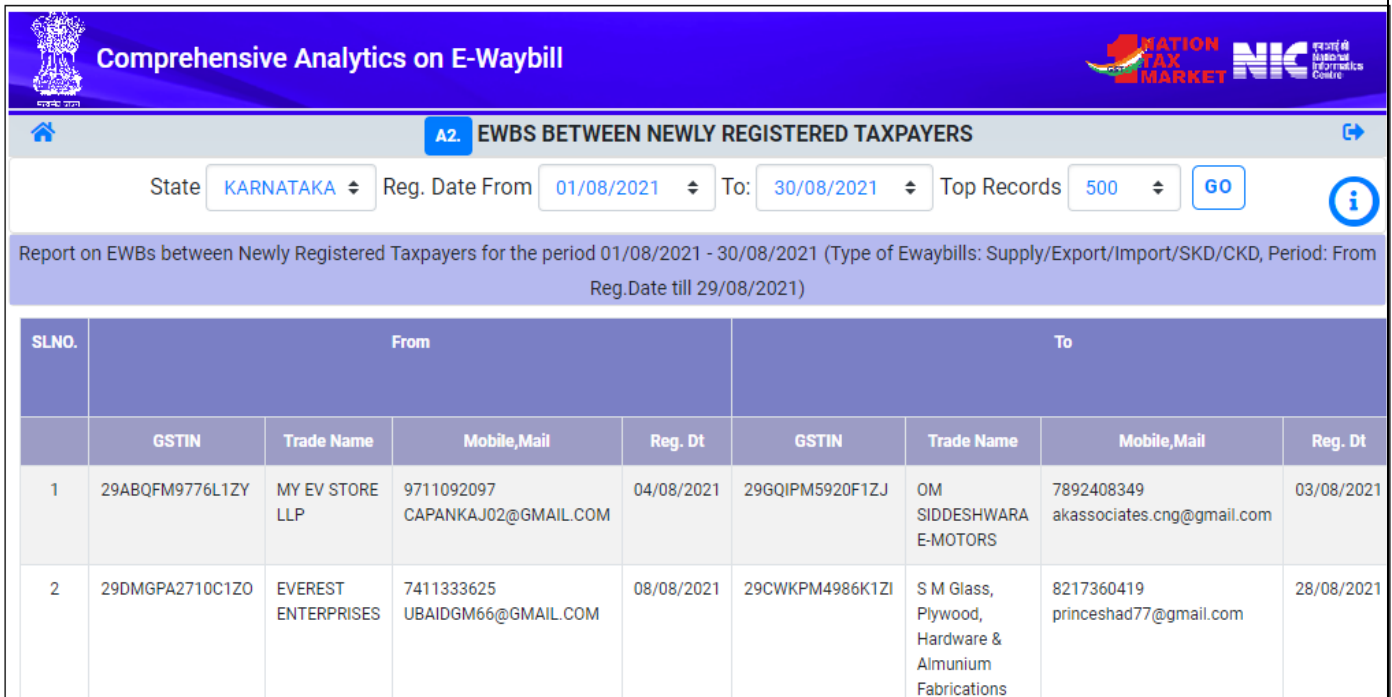 Comprehensive Analytics on E-Waybill
NATION
TAX
MARKET
GST
NIC
National
Informatics
Centre
A2. EWBS BETWEEN NEWLY REGISTERED TAXPAYERS
State KARNATAKA Reg. Date From 01/08/2021 To: 30/08/2021 Top Records 500 GO
i
Report on EWBs between Newly Registered Taxpayers for the period 01/08/2021 - 30/08/2021 (Type of Ewaybills: Supply/Export/Import/SKD/CKD, Period: From
Reg.Date till 29/08/2021)
SLNO. From To
GSTIN Trade Name Mobile,Mail Reg. Dt GSTIN Trade Name Mobile,Mail Reg. Dt
1 29ABQFM9776L1ZY MY EV STORE 9711092097 04/08/2021 29GQIPM5920F1ZJ OM 7892408349 03/08/2021
LLP CAPANKAJ02@GMAIL.COM SIDDESHWARA akassociates.cng@gmail.com
E-MOTORS
2 29DMGPA2710C1ZO EVEREST 7411333625 08/08/2021 29CWKPM4986K1ZI S M Glass, 8217360419 28/08/2021
ENTERPRISES UBAIDGM66@GMAIL.COM Plywood, princeshad77@gmail.com
Hardware &
Almunium
Fabrications